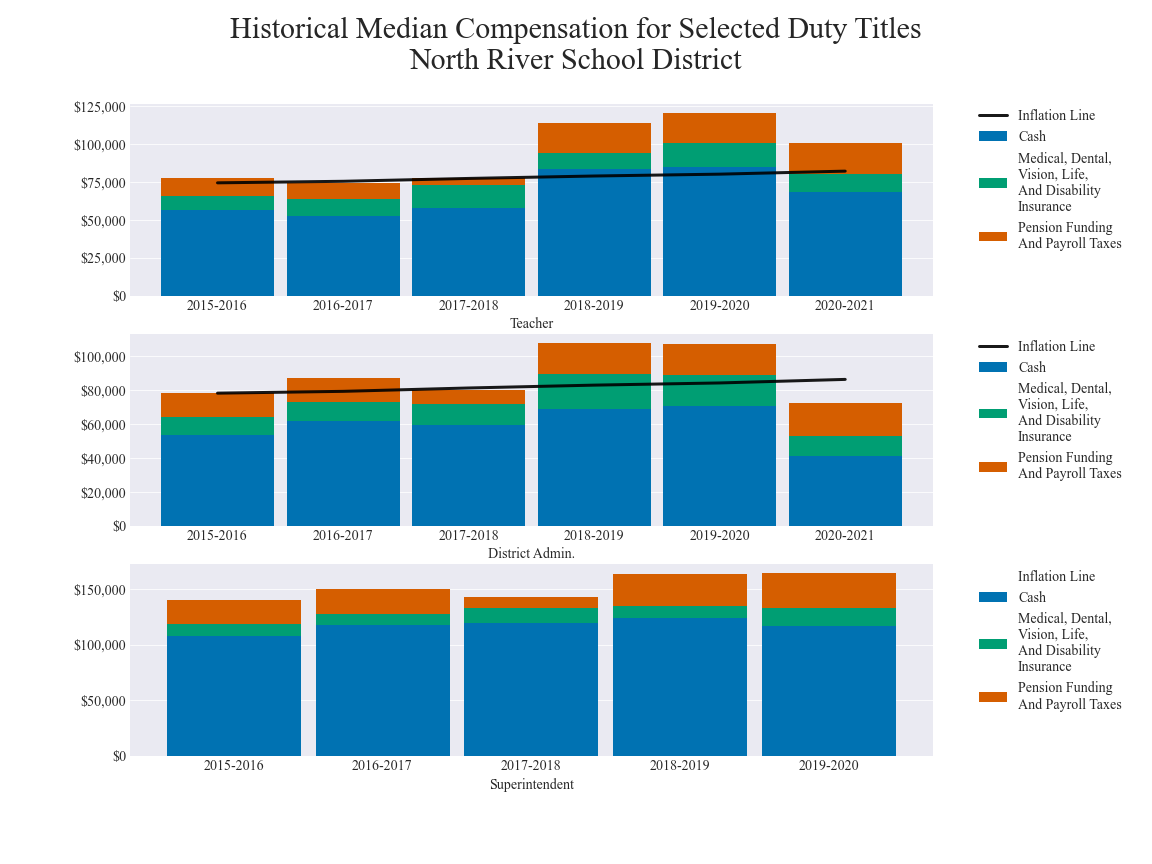 Historical Median Compensation for Selected Duty Titles
North River School District
$125,000
$100,000
$75,000
$50,000
$25,000
$0
2015-2016 2016-2017 2017-2018 2018-2019 2019-2020 2020-2021
Teacher
Inflation Line
Cash
Medical, Dental,
Vision, Life,
And Disability
Insurance
Pension Funding
And Payroll Taxes
$100,000
$80,000
$60,000
$40,000
$20,000
$0
2015-2016 2016-2017 2017-2018 2018-2019 2019-2020 2020-2021
District Admin.
Inflation Line
Cash
Medical, Dental,
Vision, Life,
And Disability
Insurance
Pension Funding
And Payroll Taxes
$150,000
$100,000
$50,000
$0
2015-2016 2016-2017 2017-2018 2018-2019 2019-2020
Superintendent
Inflation Line
Cash
Medical, Dental,
Vision, Life,
And Disability
Insurance
Pension Funding
And Payroll Taxes